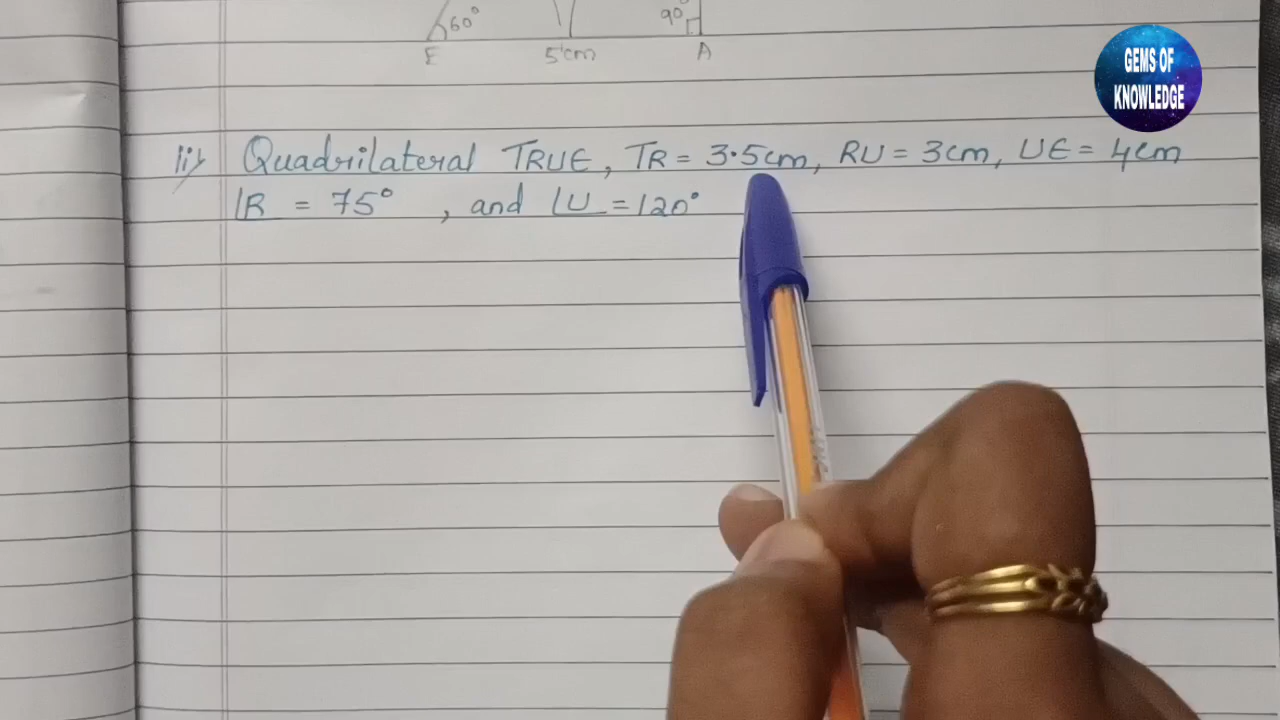 60°
90°
E 5cm A
GEMS OF
KNOWLEDGE
ii) Quadrilateral TRUE, TR = 3.5cm, RU = 3cm, UE = 4cm
∠R = 75° , and ∠U = 120°